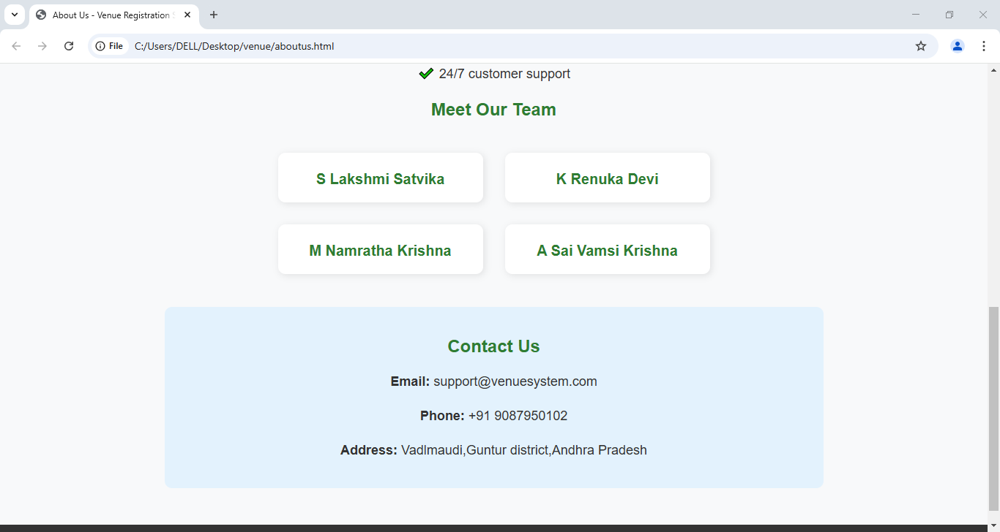 About Us - Venue Registration
File
C:/Users/DELL/Desktop/venue/aboutus.html
24/7 customer support
Meet Our Team
S Lakshmi Satvika
K Renuka Devi
M Namratha Krishna
A Sai Vamsi Krishna
Contact Us
Email: support@venuesystem.com
Phone: +91 9087950102
Address: Vadlmaudi,Guntur district,Andhra Pradesh